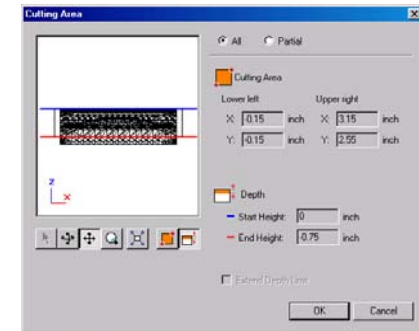 Cutting Area
All Partial
Cutting Area
Lower left Upper right
X: -0.15 inch X: 3.15 inch
Y: -0.15 inch Y: 2.55 inch
Z
X
Depth
Start Height: 0 inch
End Height: -0.75 inch
Extend Depth Limit
OK Cancel